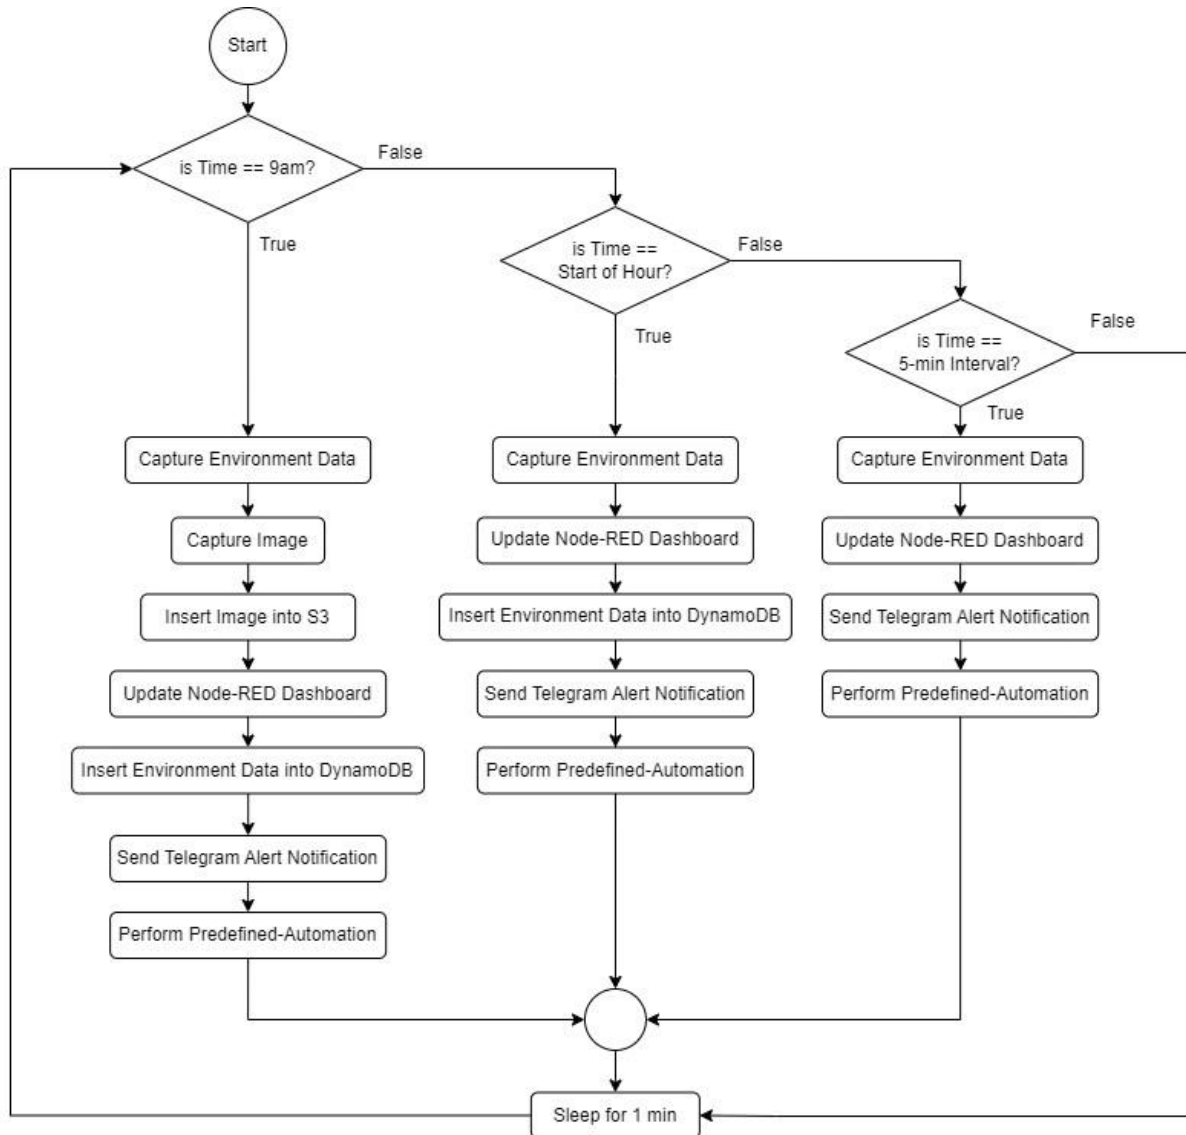 Start
is Time == 9am?
False
True
is Time ==
Start of Hour?
False
True
is Time ==
5-min Interval?
False
True
Capture Environment Data
Capture Image
Insert Image into S3
Update Node-RED Dashboard
Insert Environment Data into DynamoDB
Send Telegram Alert Notification
Perform Predefined-Automation
Capture Environment Data
Update Node-RED Dashboard
Insert Environment Data into DynamoDB
Send Telegram Alert Notification
Perform Predefined-Automation
Capture Environment Data
Update Node-RED Dashboard
Send Telegram Alert Notification
Perform Predefined-Automation
Sleep for 1 min